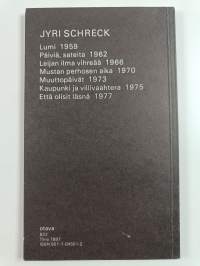 JYRI SCHRECK
Lumi 1959
Päiviä, sateita 1962
Leijan ilma vihreää 1966
Mustan perhosen aika 1970
Muuttopäivät 1973
Kaupunki ja villivaahtera 1975
Että olisit läsnä 1977
otava